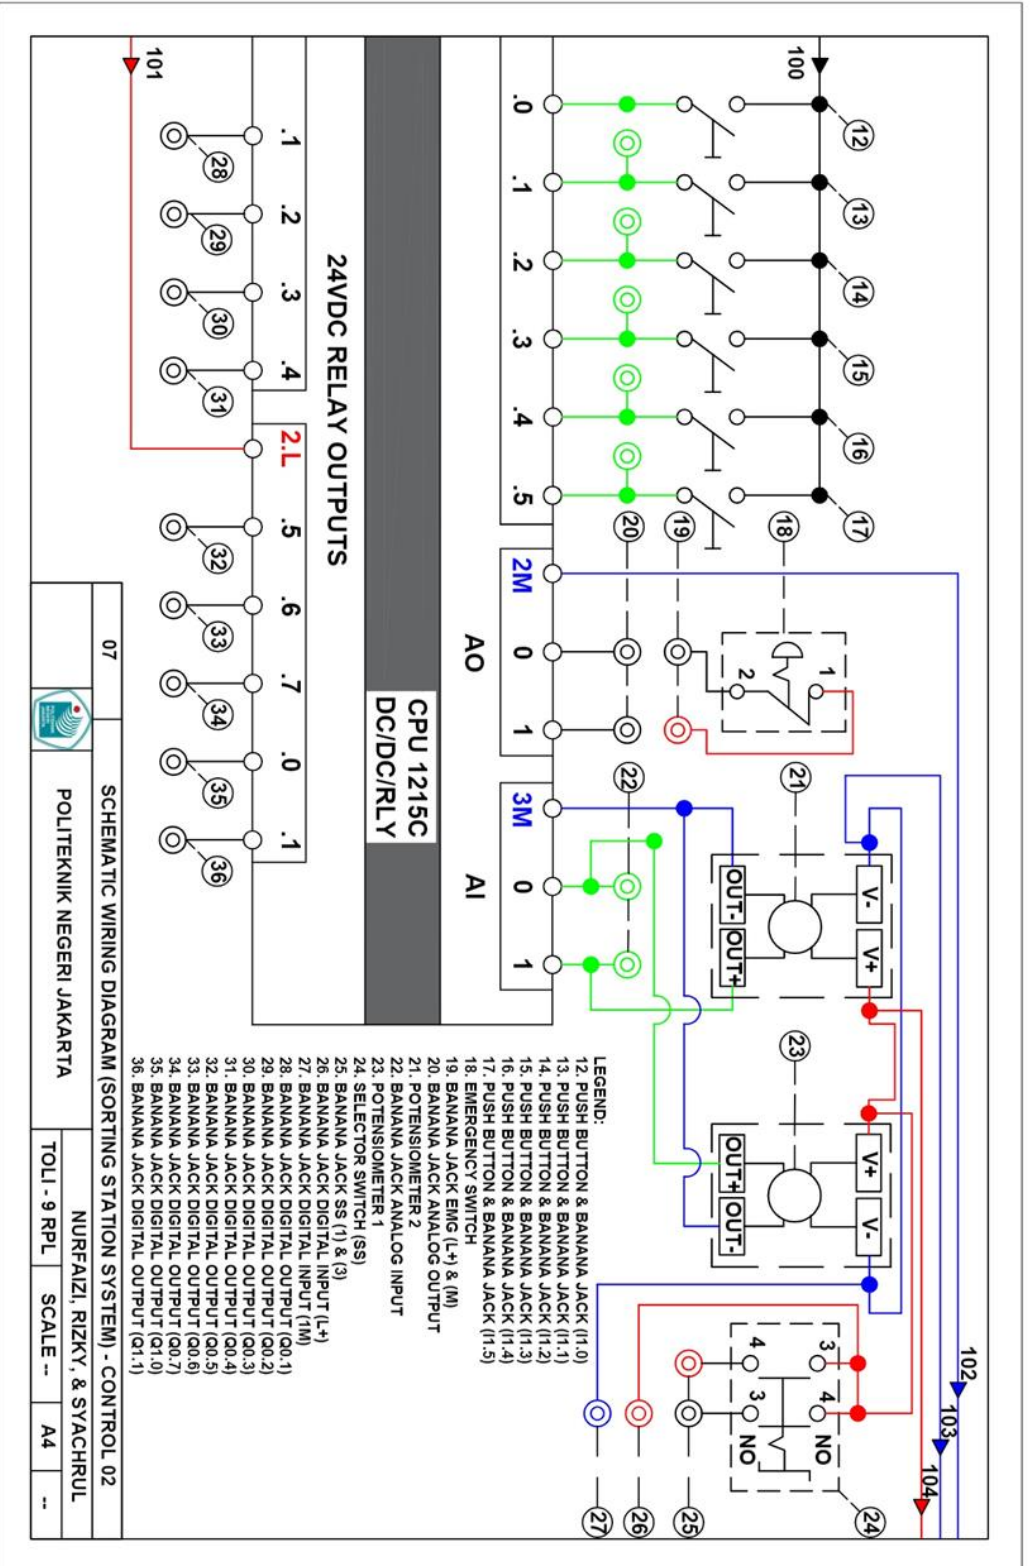 100
12
13
14
15
16
17
18
19
20
21
22
23
24
25
26
27
102
103
104
1
2
V-
V+
OUT-
OUT+
V+
V-
OUT+
OUT-
3
4
NO
4
3
NO
.0
.1
.2
.3
.4
.5
2M
0
1
3M
0
1
AO
AI
CPU 1215C
DC/DC/RLY
24VDC RELAY OUTPUTS
.1
.2
.3
.4
2.L
.5
.6
.7
.0
.1
28
29
30
31
32
33
34
35
36
101
LEGEND:
12. PUSH BUTTON & BANANA JACK (I1.0)
13. PUSH BUTTON & BANANA JACK (I1.1)
14. PUSH BUTTON & BANANA JACK (I1.2)
15. PUSH BUTTON & BANANA JACK (I1.3)
16. PUSH BUTTON & BANANA JACK (I1.4)
17. PUSH BUTTON & BANANA JACK (I1.5)
18. EMERGENCY SWITCH
19. BANANA JACK EMG (L+) & (M)
20. BANANA JACK ANALOG OUTPUT
21. POTENSIOMETER 2
22. BANANA JACK ANALOG INPUT
23. POTENSIOMETER 1
24. SELECTOR SWITCH (SS)
25. BANANA JACK SS (1) & (3)
26. BANANA JACK DIGITAL INPUT (L+)
27. BANANA JACK DIGITAL INPUT (1M)
28. BANANA JACK DIGITAL OUTPUT (Q0.1)
29. BANANA JACK DIGITAL OUTPUT (Q0.2)
30. BANANA JACK DIGITAL OUTPUT (Q0.3)
31. BANANA JACK DIGITAL OUTPUT (Q0.4)
32. BANANA JACK DIGITAL OUTPUT (Q0.5)
33. BANANA JACK DIGITAL OUTPUT (Q0.6)
34. BANANA JACK DIGITAL OUTPUT (Q0.7)
35. BANANA JACK DIGITAL OUTPUT (Q1.0)
36. BANANA JACK DIGITAL OUTPUT (Q1.1)
07
SCHEMATIC WIRING DIAGRAM (SORTING STATION SYSTEM) - CONTROL 02
POLITEKNIK NEGERI JAKARTA
NURFAIZI, RIZKY, & SYACHRUL
TOLI - 9 RPL
SCALE --
A4
--
POLITEKNIK
NEGERI
JAKARTA